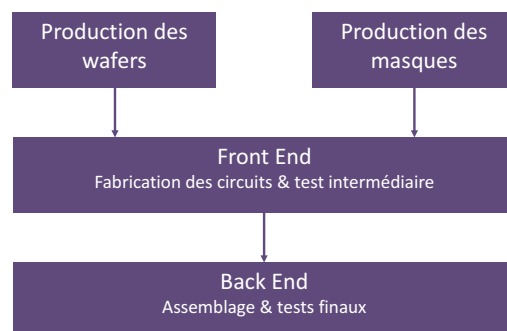 Production des
wafers
Production des
masques
Front End
Fabrication des circuits & test intermédiaire
Back End
Assemblage & tests finaux